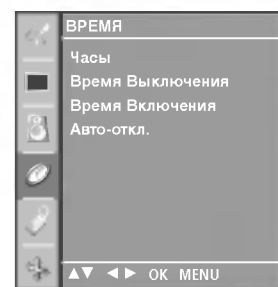 ВРЕМЯ
Часы
Время Выключения
Время Включения
Авто-откл.
▲▼ ◄► OK MENU